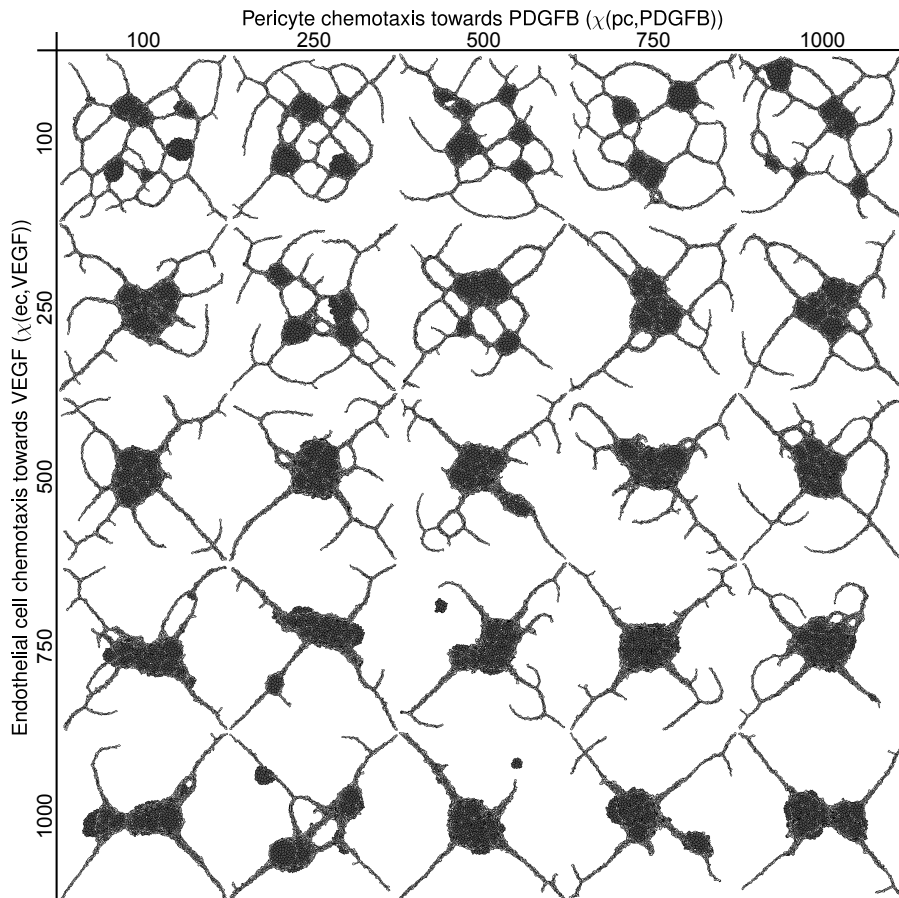 Pericyte chemotaxis towards PDGFB (χ(pc,PDGFB))
100 250 500 750 1000
Endothelial cell chemotaxis towards VEGF (χ(ec,VEGF))
100
250
500
750
1000